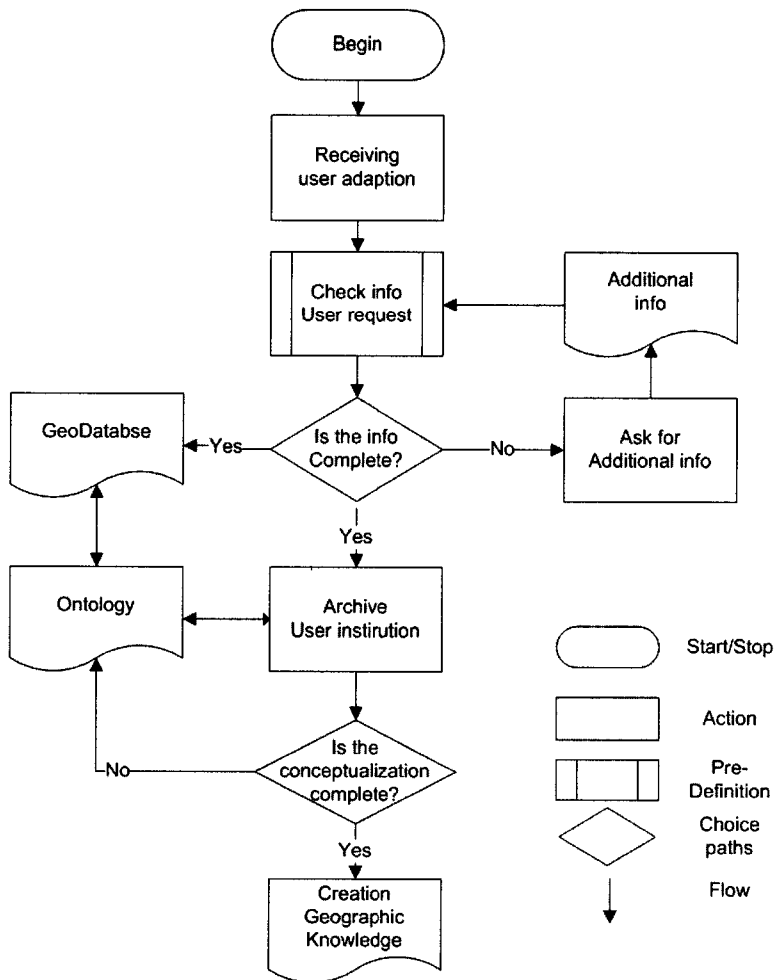 Begin
Receiving
user adaption
Check info
User request
Additional
info
GeoDatabse
Yes
Is the info
Complete?
No
Ask for
Additional info
Yes
Ontology
Archive
User instirution
Start/Stop
Action
No
Is the
conceptualization
complete?
Pre-
Definition
Yes
Choice
paths
Creation
Geographic
Knowledge
Flow